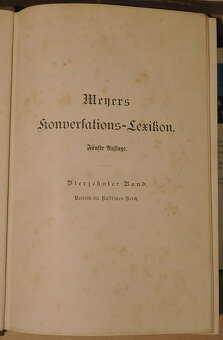 Meyers
Konversations-Lexikon.
Fünfte Auflage.
Vierzehnter Band.
Politik bis Russisches Reich.